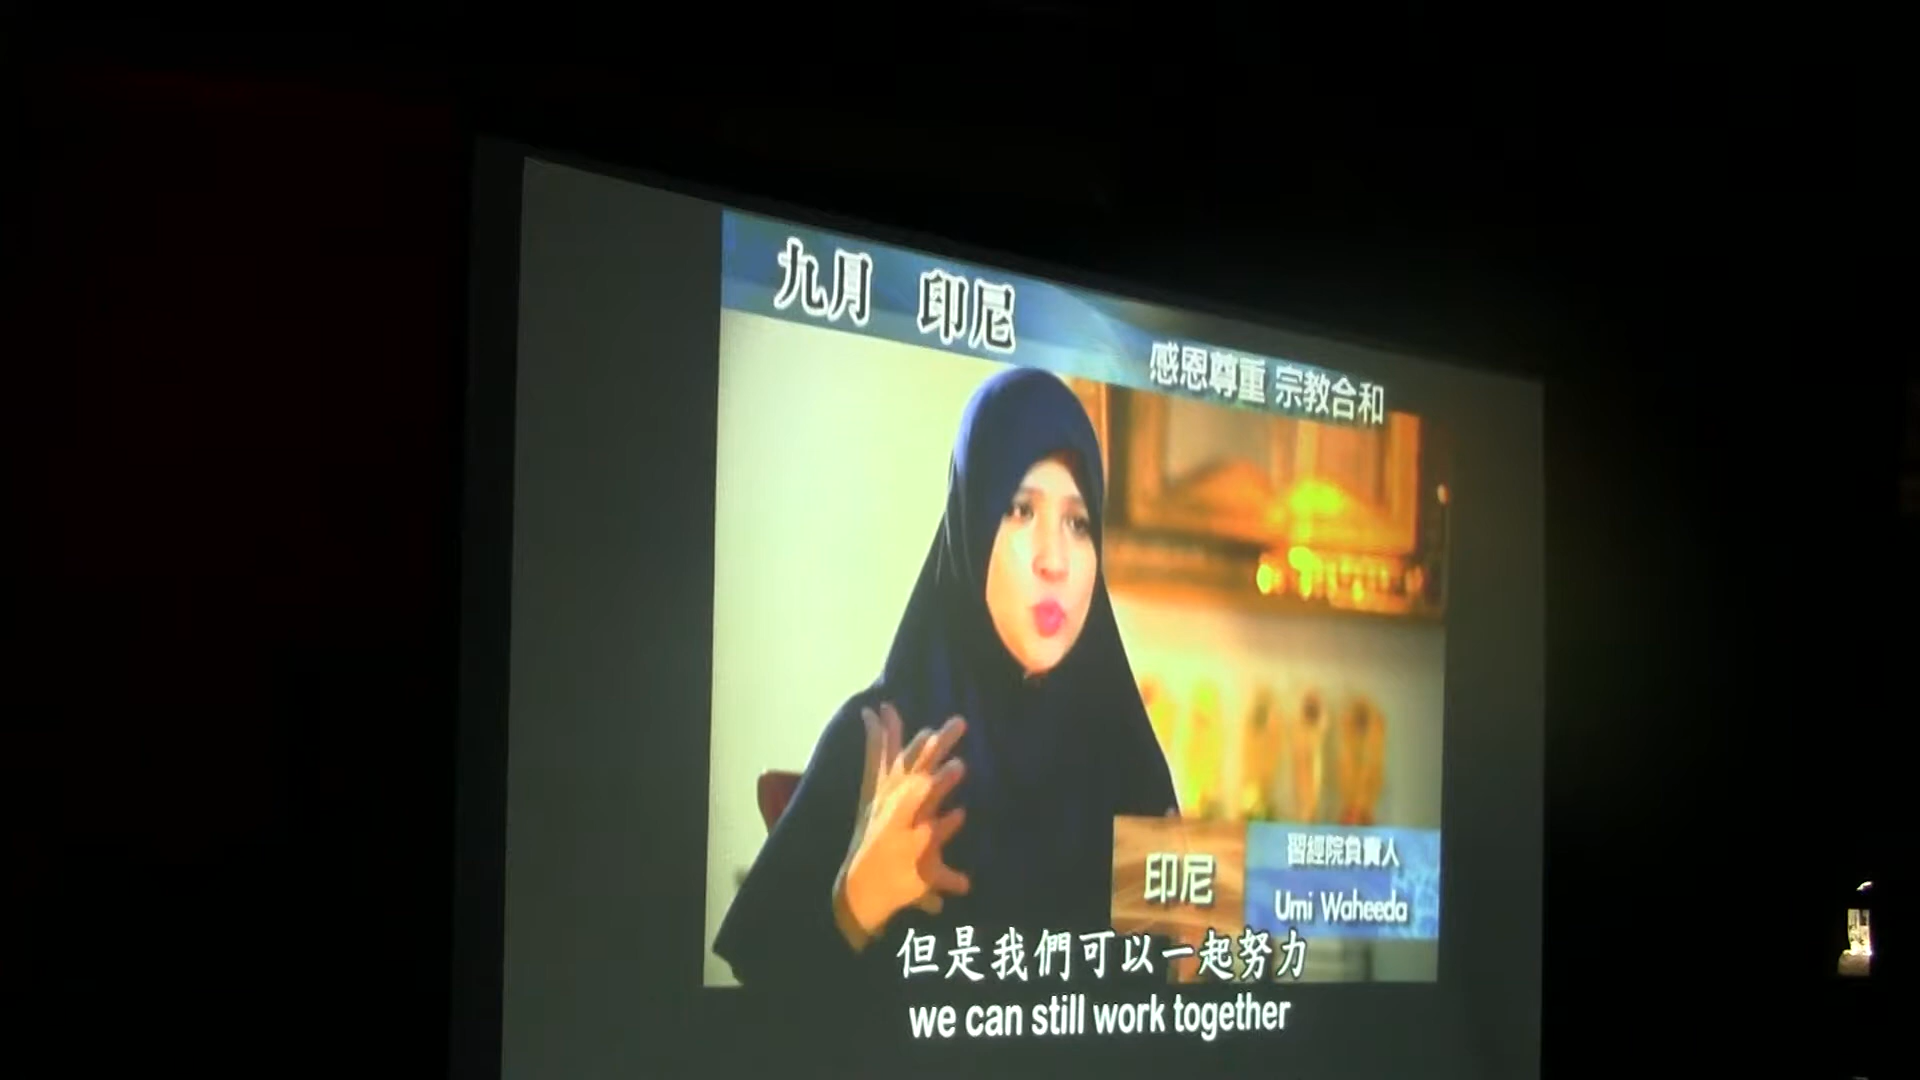 九月 印尼
感恩尊重 宗教合和
印尼
習經院負責人
Umi Waheeda
但是我們可以一起努力
we can still work together